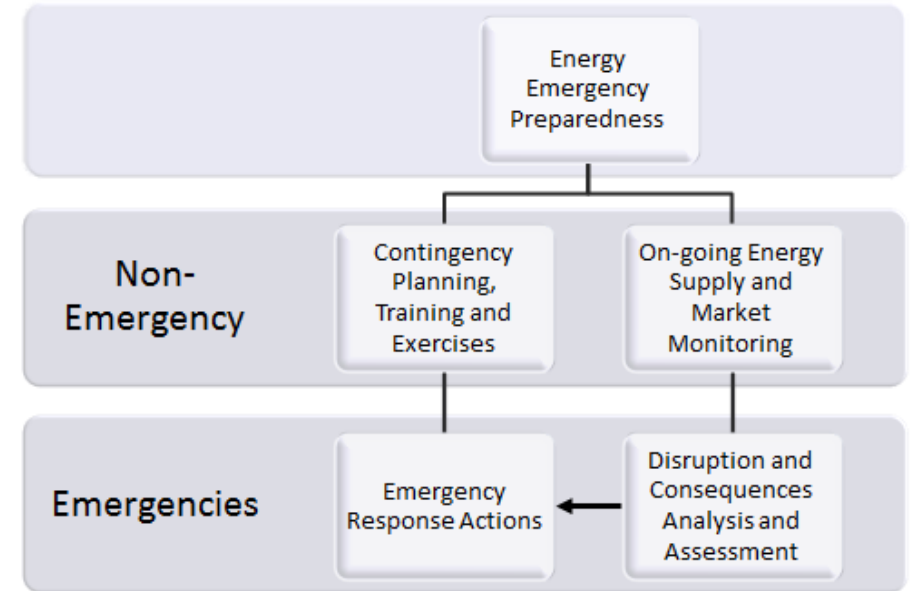 Energy
Emergency
Preparedness
Non-
Emergency
Contingency
Planning,
Training and
Exercises
On-going Energy
Supply and
Market
Monitoring
Emergencies
Emergency
Response Actions
Disruption and
Consequences
Analysis and
Assessment